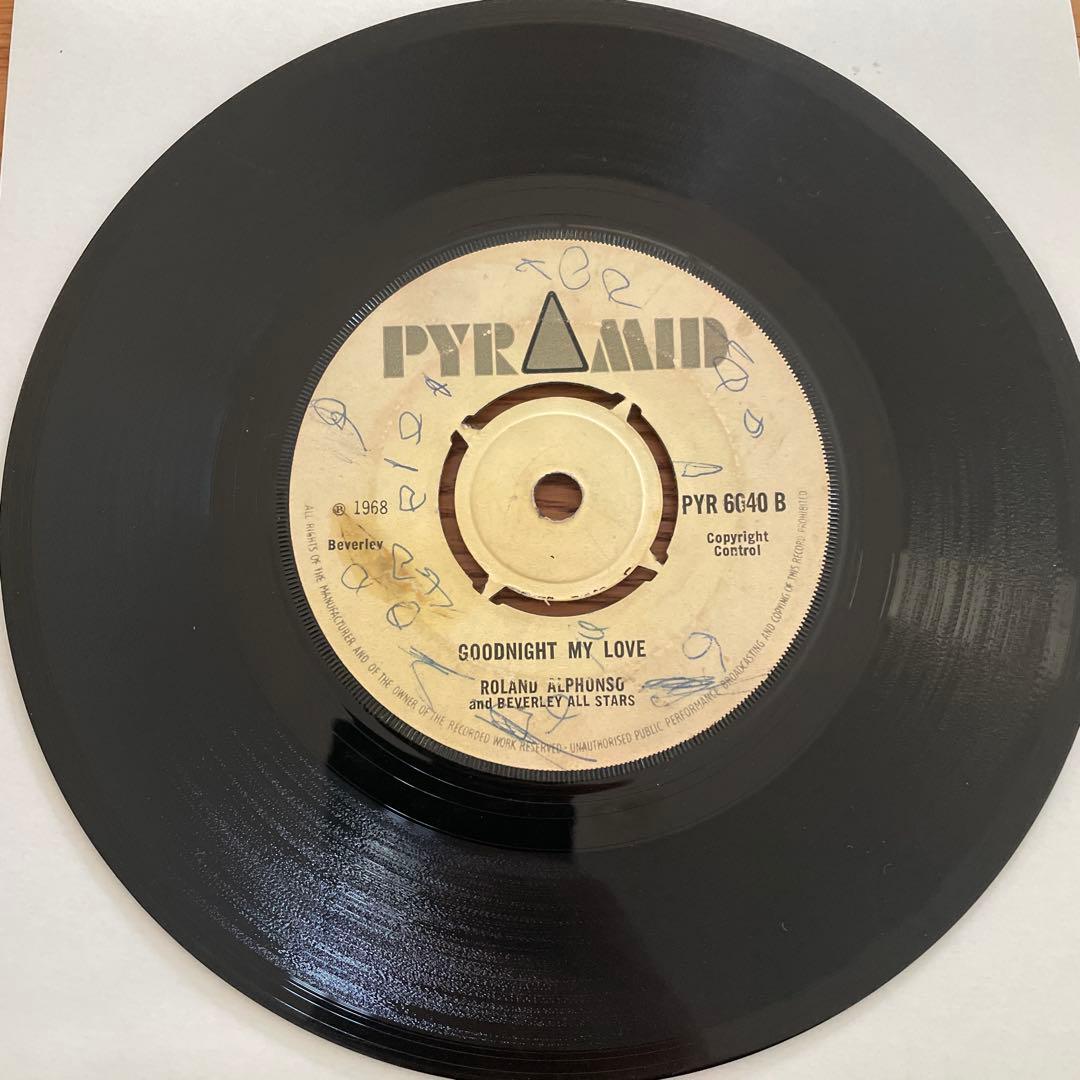 PYRAMID
℗ 1968
Beverley
PYR 6040 B
Copyright
Control
GOODNIGHT MY LOVE
ROLAND ALPHONSO
and BEVERLEY ALL STARS
ALL RIGHTS OF THE MANUFACTURER AND OF THE OWNER OF THE RECORDED WORK RESERVED - UNAUTHORISED PUBLIC PERFORMANCE BROADCASTING AND COPYING OF THIS RECORD PROHIBITED